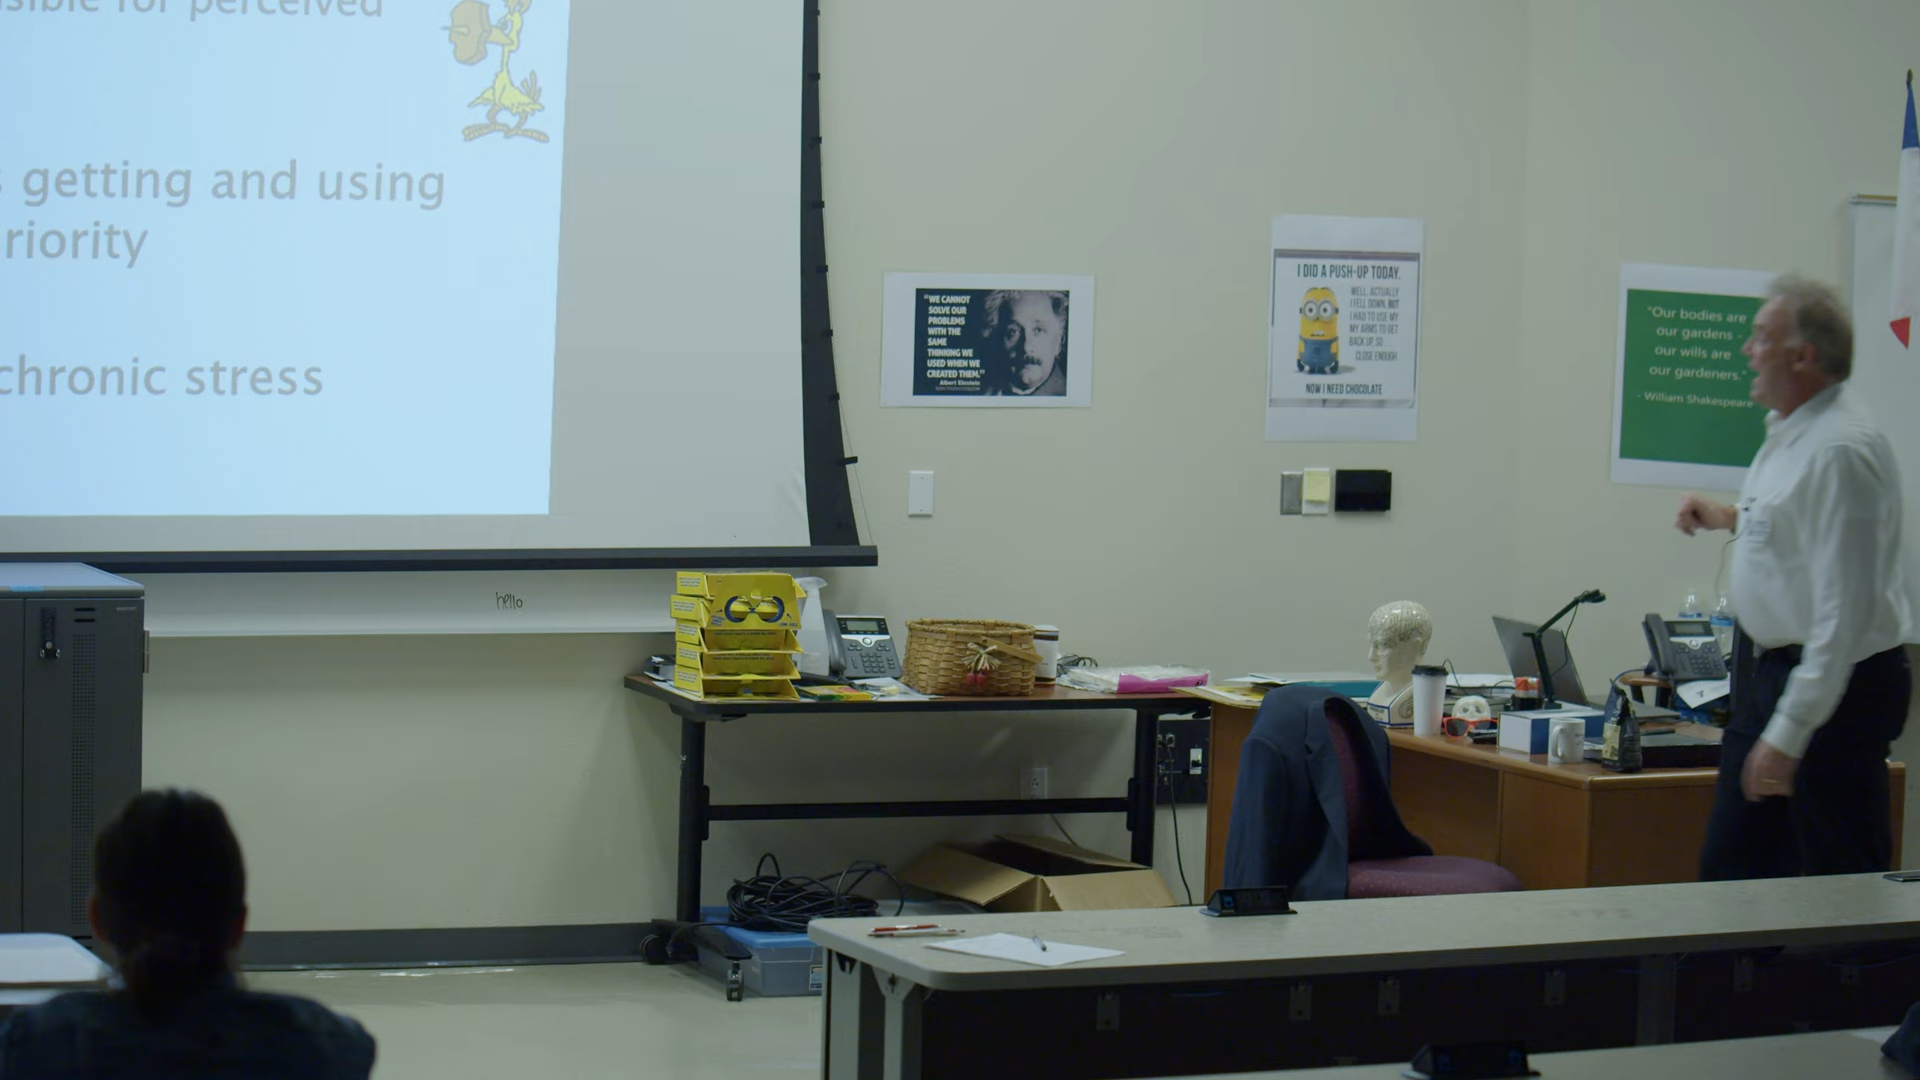 sible for perceived
s getting and using
riority
chronic stress
"WE CANNOT
SOLVE OUR
PROBLEMS
WITH THE
SAME
THINKING WE
USED WHEN WE
CREATED THEM."
Albert Einstein
I DID A PUSH-UP TODAY.
WELL, ACTUALLY
I FELL DOWN, BUT
I HAD TO USE MY
MY ARMS TO GET
BACK UP, SO ...
CLOSE ENOUGH
NOW I NEED CHOCOLATE
"Our bodies are
our gardens -
our wills are
our gardeners."
- William Shakespeare
hello